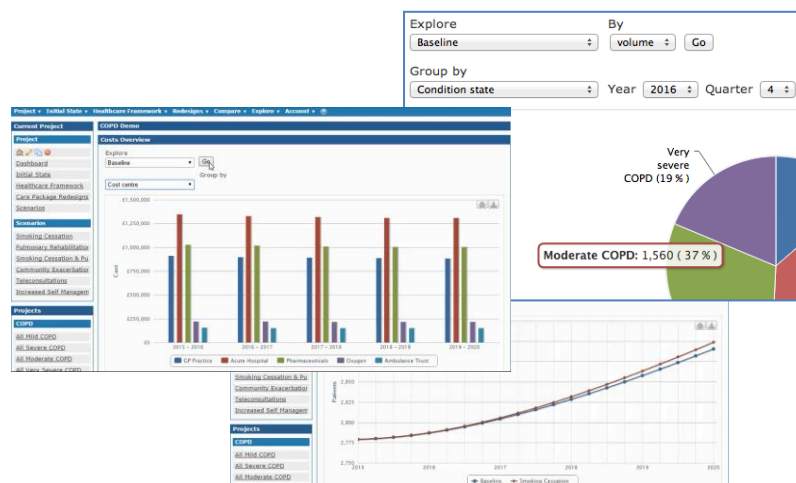 Explore By
Baseline volume Go
Group by
Condition state Year 2016 Quarter 4
Very
severe
COPD (19 %)
Moderate COPD: 1,560 ( 37 %)
Project Initial State Healthcare Framework Redesigns Compare Explore Account
Current Project
Project
Dashboard
Initial State
Healthcare Framework
Care Package Redesigns
Scenarios
Scenarios
Smoking Cessation
Pulmonary Rehabilitation
Smoking Cessation & Pu
Community Exacerbation
Teleconsultations
Increased Self Managem
Projects
COPD
All Mild COPD
All Severe COPD
All Moderate COPD
All Very Severe COPD
COPD Demo
Costs Overview
Explore
Baseline Go
Group by
Cost centre
£1,500,000
£1,250,000
£1,000,000
£750,000
£500,000
£250,000
£0
Cost
2015 - 2016 2016 - 2017 2017 - 2018 2018 - 2019 2019 - 2020
GP Practice Acute Hospital Pharmaceuticals Oxygen Ambulance Trust
Smoking Cessation & Pu
Community Exacerbation
Teleconsultations
Increased Self Managem
Projects
COPD
All Mild COPD
All Severe COPD
All Moderate COPD
Patients
2,850
2,825
2,800
2,775
2,750
2015 2016 2017 2018 2019 2020
Baseline Smoking Cessation